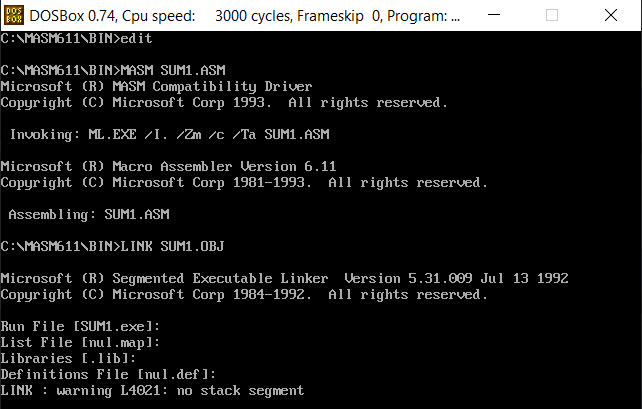 DOS BOX DOSBox 0.74, Cpu speed: 3000 cycles, Frameskip 0, Program: ...
C:\MASM611\BIN>edit
C:\MASM611\BIN>MASM SUM1.ASM
Microsoft (R) MASM Compatibility Driver
Copyright (C) Microsoft Corp 1993. All rights reserved.
Invoking: ML.EXE /I. /Zm /c /Ta SUM1.ASM
Microsoft (R) Macro Assembler Version 6.11
Copyright (C) Microsoft Corp 1981-1993. All rights reserved.
Assembling: SUM1.ASM
C:\MASM611\BIN>LINK SUM1.OBJ
Microsoft (R) Segmented Executable Linker Version 5.31.009 Jul 13 1992
Copyright (C) Microsoft Corp 1984-1992. All rights reserved.
Run File [SUM1.exe]:
List File [nul.map]:
Libraries [.lib]:
Definitions File [nul.def]:
LINK : warning L4021: no stack segment